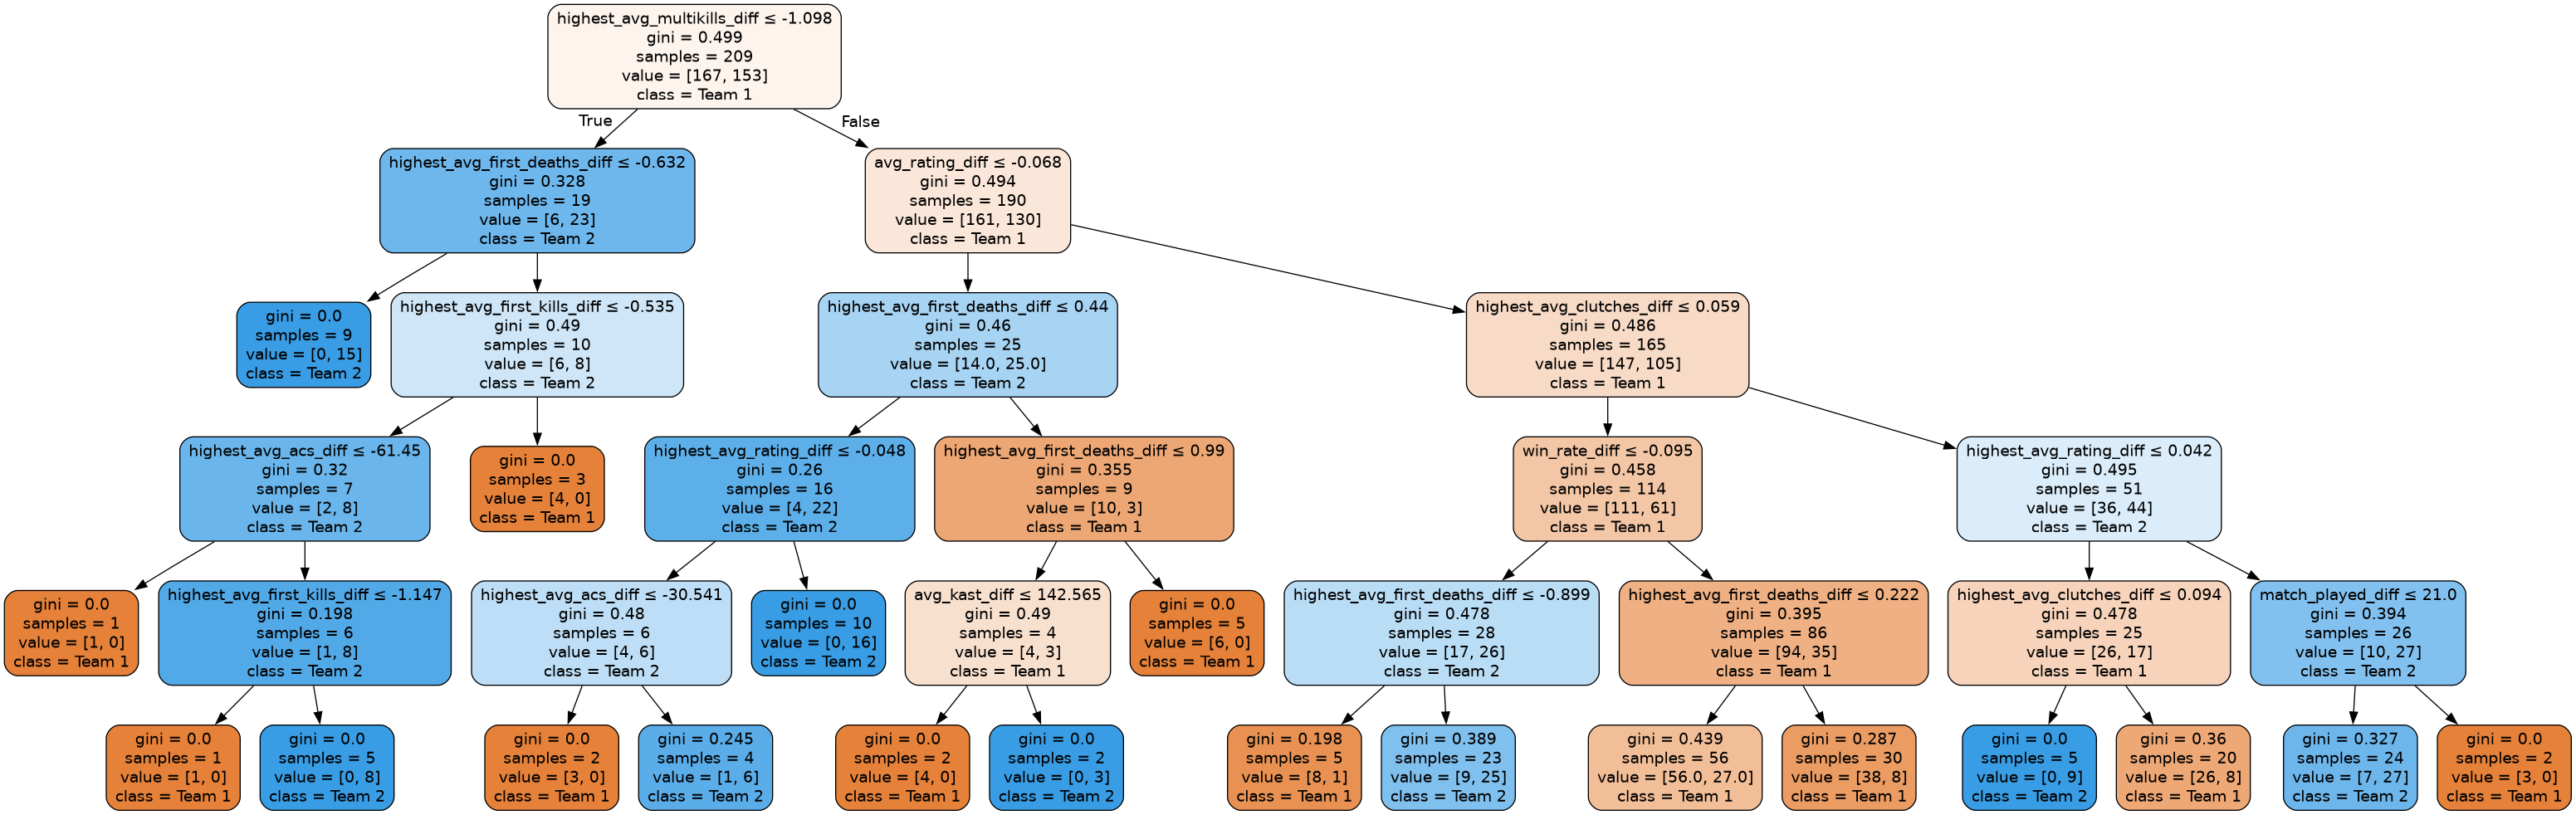 highest_avg_multikills_diff ≤ -1.098
gini = 0.499
samples = 209
value = [167, 153]
class = Team 1
True
False
highest_avg_first_deaths_diff ≤ -0.632
gini = 0.328
samples = 19
value = [6, 23]
class = Team 2
avg_rating_diff ≤ -0.068
gini = 0.494
samples = 190
value = [161, 130]
class = Team 1
gini = 0.0
samples = 9
value = [0, 15]
class = Team 2
highest_avg_first_kills_diff ≤ -0.535
gini = 0.49
samples = 10
value = [6, 8]
class = Team 2
highest_avg_first_deaths_diff ≤ 0.44
gini = 0.46
samples = 25
value = [14.0, 25.0]
class = Team 2
highest_avg_clutches_diff ≤ 0.059
gini = 0.486
samples = 165
value = [147, 105]
class = Team 1
highest_avg_acs_diff ≤ -61.45
gini = 0.32
samples = 7
value = [2, 8]
class = Team 2
gini = 0.0
samples = 3
value = [4, 0]
class = Team 1
highest_avg_rating_diff ≤ -0.048
gini = 0.26
samples = 16
value = [4, 22]
class = Team 2
highest_avg_first_deaths_diff ≤ 0.99
gini = 0.355
samples = 9
value = [10, 3]
class = Team 1
win_rate_diff ≤ -0.095
gini = 0.458
samples = 114
value = [111, 61]
class = Team 1
highest_avg_rating_diff ≤ 0.042
gini = 0.495
samples = 51
value = [36, 44]
class = Team 2
gini = 0.0
samples = 1
value = [1, 0]
class = Team 1
highest_avg_first_kills_diff ≤ -1.147
gini = 0.198
samples = 6
value = [1, 8]
class = Team 2
highest_avg_acs_diff ≤ -30.541
gini = 0.48
samples = 6
value = [4, 6]
class = Team 2
gini = 0.0
samples = 10
value = [0, 16]
class = Team 2
avg_kast_diff ≤ 142.565
gini = 0.49
samples = 4
value = [4, 3]
class = Team 1
gini = 0.0
samples = 5
value = [6, 0]
class = Team 1
highest_avg_first_deaths_diff ≤ -0.899
gini = 0.478
samples = 28
value = [17, 26]
class = Team 2
highest_avg_first_deaths_diff ≤ 0.222
gini = 0.395
samples = 86
value = [94, 35]
class = Team 1
highest_avg_clutches_diff ≤ 0.094
gini = 0.478
samples = 25
value = [26, 17]
class = Team 1
match_played_diff ≤ 21.0
gini = 0.394
samples = 26
value = [10, 27]
class = Team 2
gini = 0.0
samples = 1
value = [1, 0]
class = Team 1
gini = 0.0
samples = 5
value = [0, 8]
class = Team 2
gini = 0.0
samples = 2
value = [3, 0]
class = Team 1
gini = 0.245
samples = 4
value = [1, 6]
class = Team 2
gini = 0.0
samples = 2
value = [4, 0]
class = Team 1
gini = 0.0
samples = 2
value = [0, 3]
class = Team 2
gini = 0.198
samples = 5
value = [8, 1]
class = Team 1
gini = 0.389
samples = 23
value = [9, 25]
class = Team 2
gini = 0.439
samples = 56
value = [56.0, 27.0]
class = Team 1
gini = 0.287
samples = 30
value = [38, 8]
class = Team 1
gini = 0.0
samples = 5
value = [0, 9]
class = Team 2
gini = 0.36
samples = 20
value = [26, 8]
class = Team 1
gini = 0.327
samples = 24
value = [7, 27]
class = Team 2
gini = 0.0
samples = 2
value = [3, 0]
class = Team 1